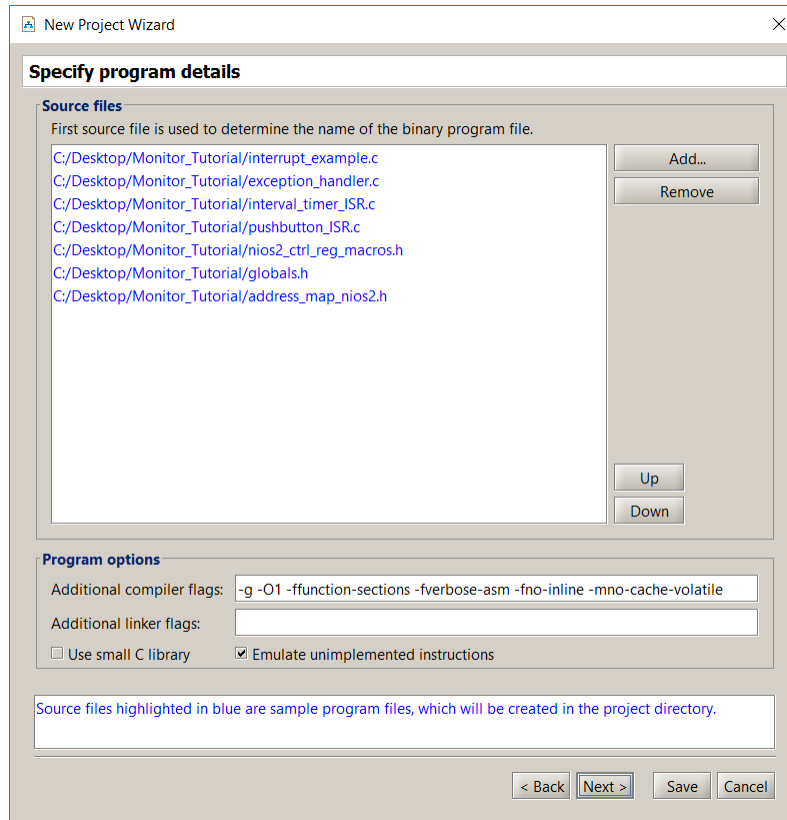 New Project Wizard
Specify program details
Source files
First source file is used to determine the name of the binary program file.
C:/Desktop/Monitor_Tutorial/interrupt_example.c
C:/Desktop/Monitor_Tutorial/exception_handler.c
C:/Desktop/Monitor_Tutorial/interval_timer_ISR.c
C:/Desktop/Monitor_Tutorial/pushbutton_ISR.c
C:/Desktop/Monitor_Tutorial/nios2_ctrl_reg_macros.h
C:/Desktop/Monitor_Tutorial/globals.h
C:/Desktop/Monitor_Tutorial/address_map_nios2.h
Add...
Remove
Up
Down
Program options
Additional compiler flags: -g -O1 -ffunction-sections -fverbose-asm -fno-inline -mno-cache-volatile
Additional linker flags:
Use small C library Emulate unimplemented instructions
Source files highlighted in blue are sample program files, which will be created in the project directory.
< Back Next > Save Cancel